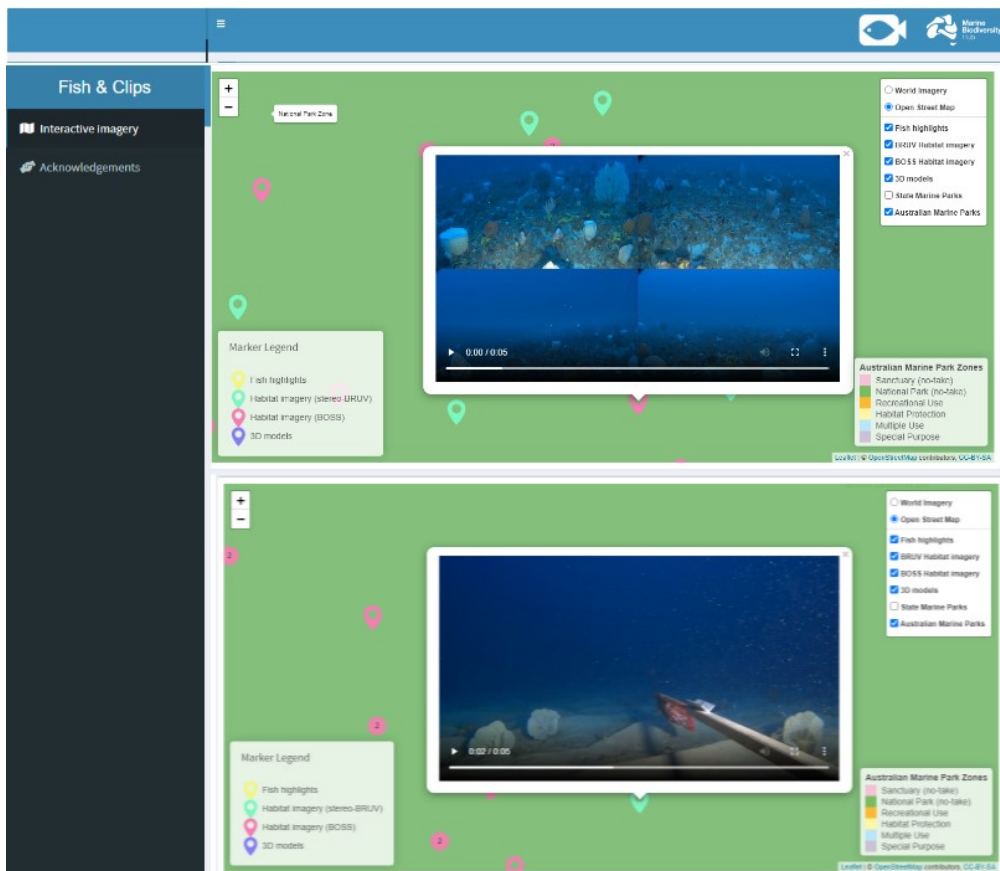 Marine
Biodiversity
Hub
Fish & Clips
Interactive imagery
Acknowledgements
+
−
National Park Zone
World Imagery
Open Street Map
Fish highlights
BRUV Habitat imagery
BOSS Habitat imagery
3D models
State Marine Parks
Australian Marine Parks
2
0:00 / 0:05
Marker Legend
Fish highlights
Habitat imagery (stereo-BRUV)
Habitat imagery (BOSS)
3D models
Australian Marine Park Zones
Sanctuary (no-take)
National Park (no-take)
Recreational Use
Habitat Protection
Multiple Use
Special Purpose
Leaflet | © OpenStreetMap contributors, CC-BY-SA
+
−
2
World Imagery
Open Street Map
Fish highlights
BRUV Habitat imagery
BOSS Habitat imagery
3D models
State Marine Parks
Australian Marine Parks
2
0:02 / 0:05
Marker Legend
Fish highlights
Habitat imagery (stereo-BRUV)
Habitat imagery (BOSS)
3D models
2
Australian Marine Park Zones
Sanctuary (no-take)
National Park (no-take)
Recreational Use
Habitat Protection
Multiple Use
Special Purpose
Leaflet | © OpenStreetMap contributors, CC-BY-SA